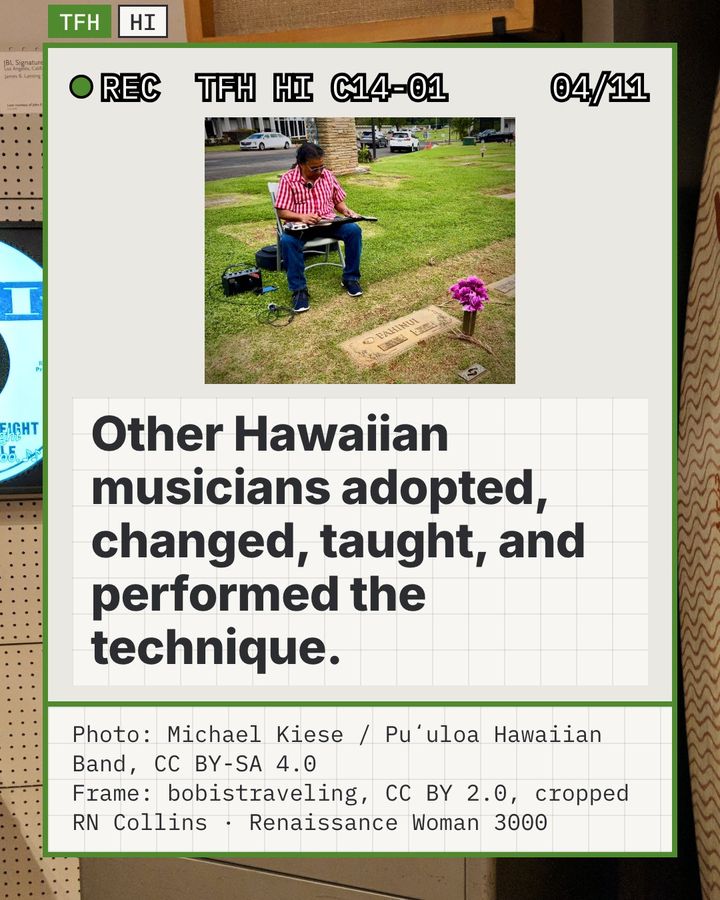 TFH HI
REC TFH HI C14-01 04/11
PAHINUI
Other Hawaiian
musicians adopted,
changed, taught, and
performed the
technique.
Photo: Michael Kiese / Puʻuloa Hawaiian
Band, CC BY-SA 4.0
Frame: bobistraveling, CC BY 2.0, cropped
RN Collins · Renaissance Woman 3000